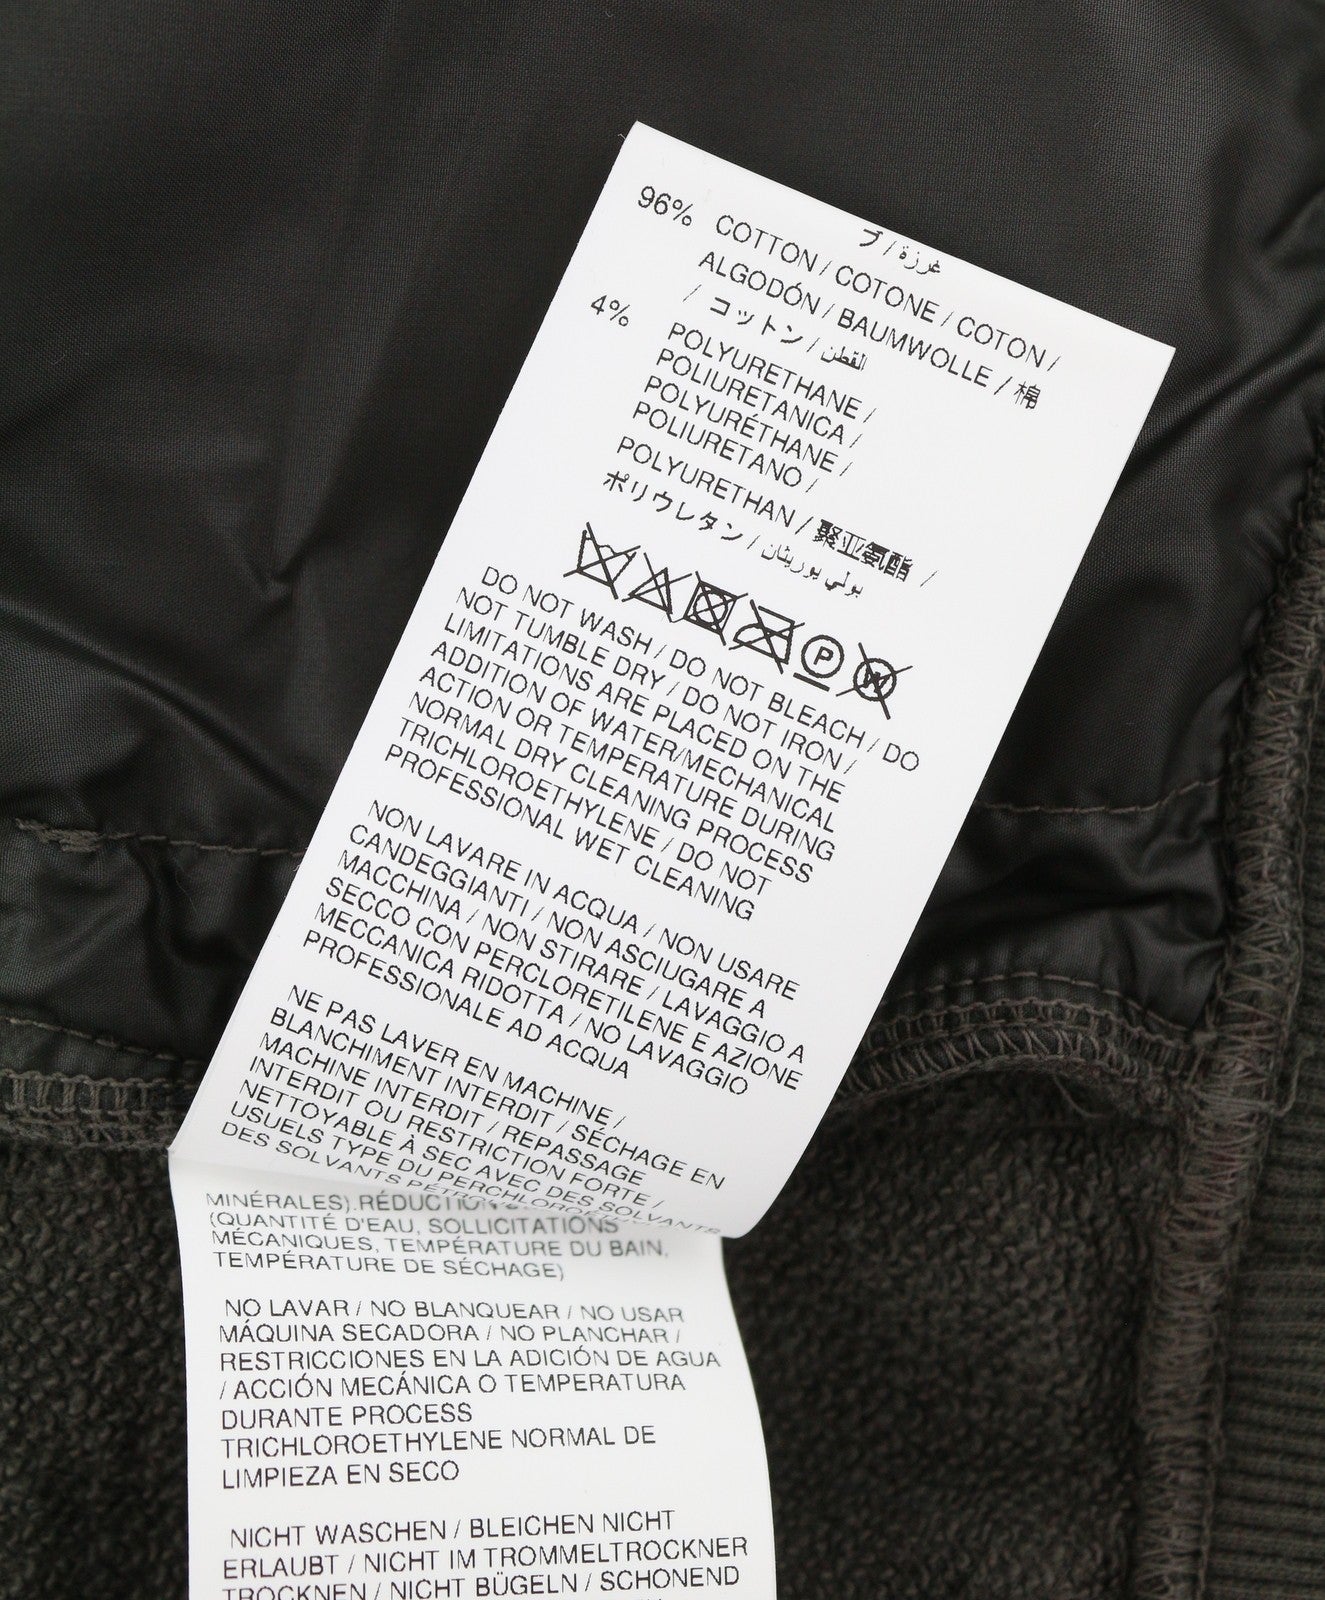 ブ / غرزة
96% COTTON / COTONE / COTON /
ALGODÓN / BAUMWOLLE / 棉
/ コットン / القطن
4% POLYURETHANE /
POLIURETANICA /
POLYURÉTHANE /
POLIURETANO /
POLYURETHAN / 聚亚氨酯 /
ポリウレタン / بولي يوريثان
P
W
DO NOT WASH / DO NOT BLEACH / DO
NOT TUMBLE DRY / DO NOT IRON /
LIMITATIONS ARE PLACED ON THE
ADDITION OF WATER/MECHANICAL
ACTION OR TEMPERATURE DURING
NORMAL DRY CLEANING PROCESS
TRICHLOROETHYLENE / DO NOT
PROFESSIONAL WET CLEANING
NON LAVARE IN ACQUA / NON USARE
CANDEGGIANTI / NON ASCIUGARE A
MACCHINA / NON STIRARE / LAVAGGIO A
SECCO CON PERCLORETILENE E AZIONE
MECCANICA RIDOTTA / NO LAVAGGIO
PROFESSIONALE AD ACQUA
NE PAS LAVER EN MACHINE /
BLANCHIMENT INTERDIT / SÉCHAGE EN
MACHINE INTERDIT / REPASSAGE
INTERDIT OU RESTRICTION FORTE /
NETTOYABLE À SEC AVEC DES SOLVANTS
USUELS TYPE DU
DES SOLVANTS
MINÉRALES).RÉDUCTION
(QUANTITÉ D'EAU, SOLLICITATIONS
MÉCANIQUES, TEMPÉRATURE DU BAIN,
TEMPÉRATURE DE SÉCHAGE)
NO LAVAR / NO BLANQUEAR / NO USAR
MÁQUINA SECADORA / NO PLANCHAR /
RESTRICCIONES EN LA ADICIÓN DE AGUA
/ ACCIÓN MECÁNICA O TEMPERATURA
DURANTE PROCESS
TRICHLOROETHYLENE NORMAL DE
LIMPIEZA EN SECO
NICHT WASCHEN / BLEICHEN NICHT
ERLAUBT / NICHT IM TROMMELTROCKNER
TROCKNEN / NICHT BÜGELN / SCHONEND